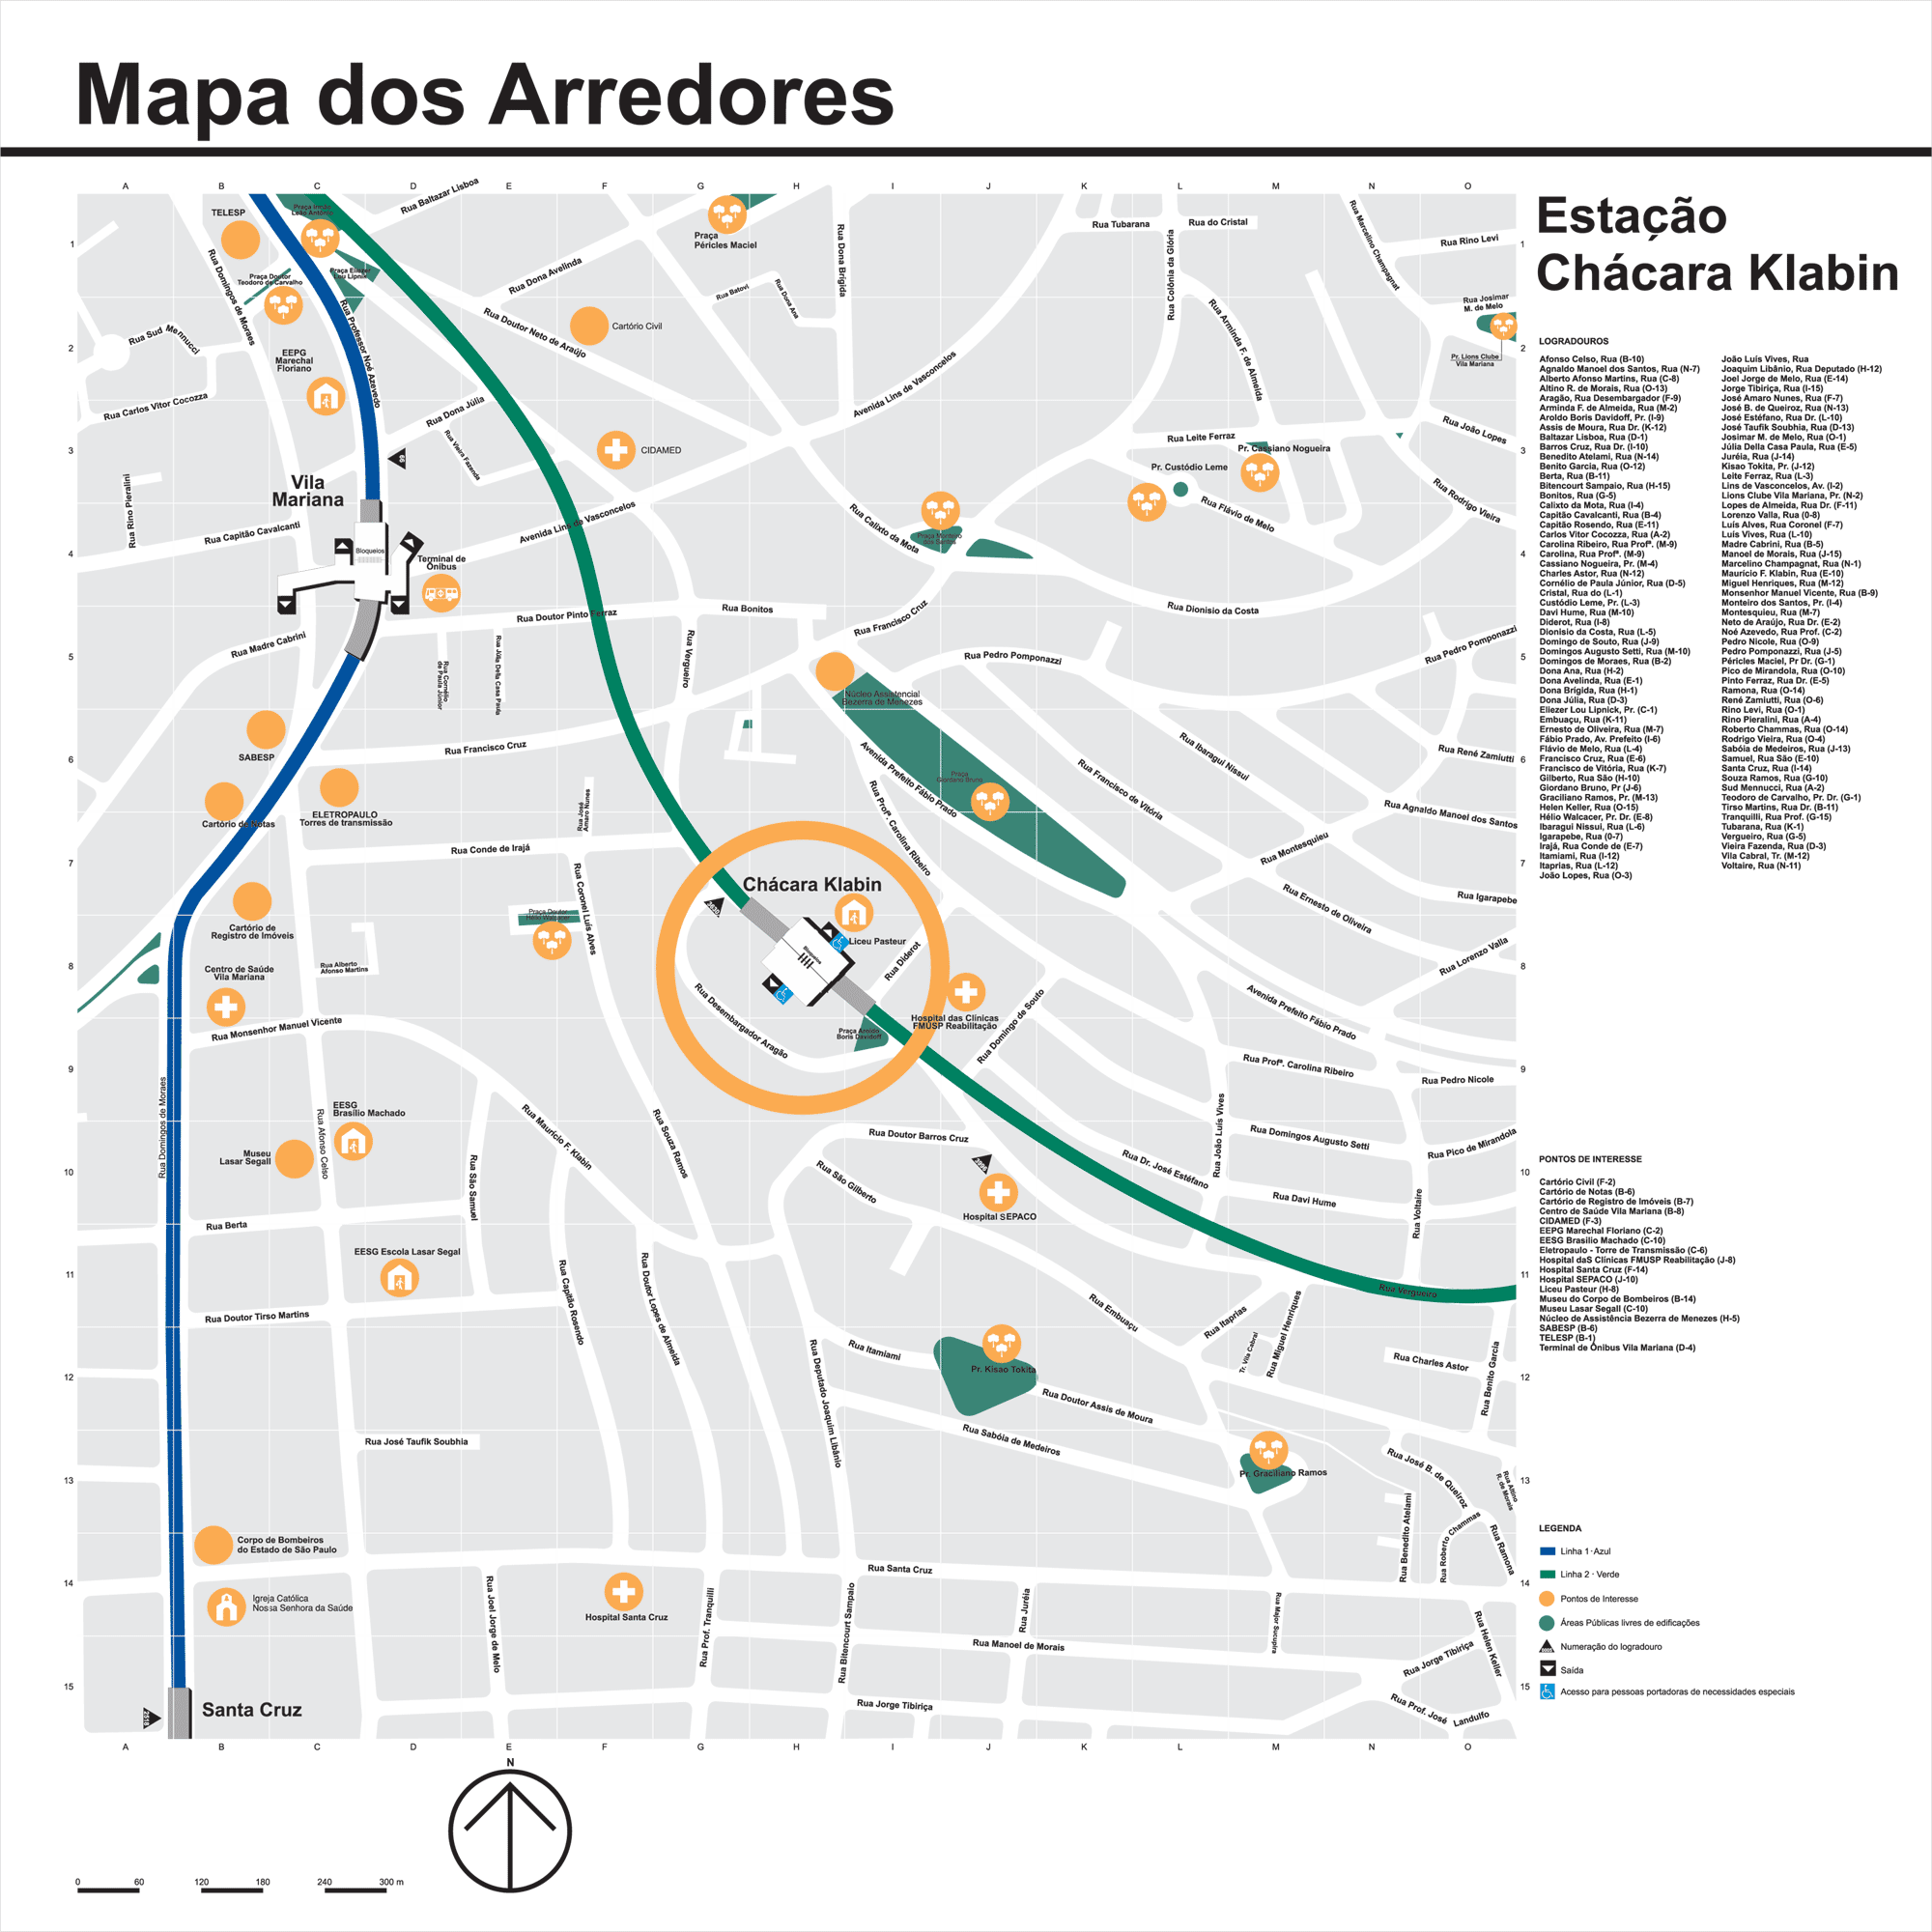 Mapa dos Arredores
Estação
Chácara Klabin
A B C D E F G H I J K L M N O
1
2
3
4
5
6
7
8
9
10
11
12
13
14
15
TELESP
Praça Irmão
Leão Antônio
Rua Baltazar Lisboa
Praça
Péricles Maciel
Rua Dona Brigida
Rua Tubarana
Rua do Cristal
Rua Marcelino Champagnat
Rua Rino Levi
Rua Domingos de Moraes
Praça Doutor
Teodoro de Carvalho
Praça Eliezer
Lou Lipnik
Rua Professor Noé Azevedo
Rua Dona Avelinda
Rua Batovi
Rua Dona Ana
Rua Colônia da Glória
Rua Arminda F. de Almeida
Rua Josimar
M. de Melo
Pr. Lions Clube
Vila Mariana
Rua Sud Mennucci
EEPG
Marechal
Floriano
Rua Doutor Neto de Araújo
Cartório Civil
Avenida Lins de Vasconcelos
Rua Carlos Vitor Cocozza
Rua Dona Júlia
Rua Vieira Fazenda
CIDAMED
Rua Leite Ferraz
Pr. Cassiano Nogueira
Pr. Custódio Leme
Rua João Lopes
Rua Rino Pieralini
Vila
Mariana
Rua Capitão Cavalcanti
Bloqueios
Terminal de
Ônibus
Avenida Lins de Vasconcelos
Rua Calixto da Mota
Praça Monteiro
dos Santos
Rua Flávio de Melo
Rua Rodrigo Vieira
Rua Doutor Pinto Ferraz
Rua Bonitos
Rua Francisco Cruz
Rua Dionisio da Costa
Rua Madre Cabrini
Rua Cornélio
de Paula Júnior
Rua Júlia Della Casa Paula
Rua Vergueiro
Rua Pedro Pomponazzi
Rua Pedro Pomponazzi
Núcleo Assistencial
Bezerra de Menezes
SABESP
Rua Francisco Cruz
Avenida Prefeito Fábio Prado
Praça
Giordano Bruno
Rua Francisco de Vitória
Rua Ibaragui Nissui
Rua René Zamlutti
Cartório de Notas
ELETROPAULO
Torres de transmissão
Rua José
Amaro Nunes
Rua Profª. Carolina Ribeiro
Rua Agnaldo Manoel dos Santos
Rua Conde de Irajá
Rua Coronel Luís Alves
Rua Montesquieu
Chácara Klabin
Rua Ernesto de Oliveira
Rua Igarapebe
Cartório de
Registro de Imóveis
Praça Doutor
Hélio Walcacer
Bloqueios
Liceu Pasteur
Rua Diderot
Rua Lorenzo Valla
Centro de Saúde
Vila Mariana
Rua Alberto
Afonso Martins
Rua Desembargador Aragão
Hospital das Clínicas
FMUSP Reabilitação
Rua Domingo de Souto
Avenida Prefeito Fábio Prado
Rua Monsenhor Manuel Vicente
Praça Aroldo
Boris Davidoff
Rua Profª. Carolina Ribeiro
Rua Pedro Nicole
Rua Domingos de Moraes
EESG
Brasílio Machado
Rua Afonso Celso
Museu
Lasar Segall
Rua Maurício F. Klabin
Rua Souza Ramos
Rua Doutor Barros Cruz
Rua João Luís Vives
Rua Domingos Augusto Setti
Rua Pico de Mirandola
Rua São Samuel
Rua São Gilberto
Hospital SEPACO
Rua Dr. José Estéfano
Rua Davi Hume
Rua Voltaire
Rua Berta
EESG Escola Lasar Segal
Rua Capitão Rosendo
Rua Doutor Lopes de Almeida
Rua Embuaçu
Rua Vergueiro
Rua Doutor Tirso Martins
Rua Deputado Joaquim Libânio
Rua Itamiami
Pr. Kisao Tokita
Rua Itaprias
Tr. Vila Cabral
Rua Miguel Henriques
Rua Charles Astor
Rua Benito Garcia
Rua Doutor Assis de Moura
Rua Sabóia de Medeiros
Rua José Taufik Soubhia
Pr. Graciliano Ramos
Rua José B. de Queiroz
Rua Altino
R. de Morais
Rua Benedito Atelami
Rua Roberto Chammas
Rua Ramona
Corpo de Bombeiros
do Estado de São Paulo
Igreja Católica
Nossa Senhora da Saúde
Rua Joel Jorge de Melo
Hospital Santa Cruz
Rua Prof. Tranquilli
Rua Bitencourt Sampaio
Rua Santa Cruz
Rua Juréia
Rua Manoel de Morais
Rua Major Sucupira
Rua Jorge Tibiriça
Rua Helen Keller
Santa Cruz
Rua Jorge Tibiriça
Rua Prof. José Landulfo
A B C D E F G H I J K L M N O
N
0 60 120 180 240 300 m
LOGRADOUROS
Afonso Celso, Rua (B-10)
Agnaldo Manoel dos Santos, Rua (N-7)
Alberto Afonso Martins, Rua (C-8)
Altino R. de Morais, Rua (O-13)
Aragão, Rua Desembargador (F-9)
Arminda F. de Almeida, Rua (M-2)
Aroldo Boris Davidoff, Pr. (I-9)
Assis de Moura, Rua Dr. (K-12)
Baltazar Lisboa, Rua (D-1)
Barros Cruz, Rua Dr. (I-10)
Benedito Atelami, Rua (N-14)
Benito Garcia, Rua (O-12)
Berta, Rua (B-11)
Bitencourt Sampaio, Rua (H-15)
Bonitos, Rua (G-5)
Calixto da Mota, Rua (I-4)
Capitão Cavalcanti, Rua (B-4)
Capitão Rosendo, Rua (E-11)
Carlos Vitor Cocozza, Rua (A-2)
Carolina Ribeiro, Rua Profª. (M-9)
Carolina, Rua Profª. (M-9)
Cassiano Nogueira, Pr. (M-4)
Charles Astor, Rua (N-12)
Cornélio de Paula Júnior, Rua (D-5)
Cristal, Rua do (L-1)
Custódio Leme, Pr. (L-3)
Davi Hume, Rua (M-10)
Diderot, Rua (I-8)
Dionisio da Costa, Rua (L-5)
Domingo de Souto, Rua (J-9)
Domingos Augusto Setti, Rua (M-10)
Domingos de Moraes, Rua (B-2)
Dona Ana, Rua (H-2)
Dona Avelinda, Rua (E-1)
Dona Brígida, Rua (H-1)
Dona Júlia, Rua (D-3)
Eliezer Lou Lipnick, Pr. (C-1)
Embuaçu, Rua (K-11)
Ernesto de Oliveira, Rua (M-7)
Fábio Prado, Av. Prefeito (I-6)
Flávio de Melo, Rua (L-4)
Francisco Cruz, Rua (E-6)
Francisco de Vitória, Rua (K-7)
Gilberto, Rua São (H-10)
Giordano Bruno, Pr (J-6)
Graciliano Ramos, Pr. (M-13)
Helen Keller, Rua (O-15)
Hélio Walcacer, Pr. Dr. (E-8)
Ibaragui Nissui, Rua (L-6)
Igarapebe, Rua (0-7)
Irajá, Rua Conde de (E-7)
Itamiami, Rua (I-12)
Itaprias, Rua (L-12)
João Lopes, Rua (O-3)
João Luís Vives, Rua
Joaquim Libânio, Rua Deputado (H-12)
Joel Jorge de Melo, Rua (E-14)
Jorge Tibiriça, Rua (I-15)
José Amaro Nunes, Rua (F-7)
José B. de Queiroz, Rua (N-13)
José Estéfano, Rua Dr. (L-10)
José Taufik Soubhia, Rua (D-13)
Josimar M. de Melo, Rua (O-1)
Júlia Della Casa Paula, Rua (E-5)
Juréia, Rua (J-14)
Kisao Tokita, Pr. (J-12)
Leite Ferraz, Rua (L-3)
Lins de Vasconcelos, Av. (I-2)
Lions Clube Vila Mariana, Pr. (N-2)
Lopes de Almeida, Rua Dr. (F-11)
Lorenzo Valla, Rua (0-8)
Luís Alves, Rua Coronel (F-7)
Luís Vives, Rua (L-10)
Madre Cabrini, Rua (B-5)
Manoel de Morais, Rua (J-15)
Marcelino Champagnat, Rua (N-1)
Maurício F. Klabin, Rua (E-10)
Miguel Henriques, Rua (M-12)
Monsenhor Manuel Vicente, Rua (B-9)
Monteiro dos Santos, Pr. (I-4)
Montesquieu, Rua (M-7)
Neto de Araújo, Rua Dr. (E-2)
Noé Azevedo, Rua Prof. (C-2)
Pedro Nicole, Rua (O-9)
Pedro Pomponazzi, Rua (J-5)
Péricles Maciel, Pr Dr. (G-1)
Pico de Mirandola, Rua (O-10)
Pinto Ferraz, Rua Dr. (E-5)
Ramona, Rua (O-14)
René Zamlutti, Rua (O-6)
Rino Levi, Rua (O-1)
Rino Pieralini, Rua (A-4)
Roberto Chammas, Rua (O-14)
Rodrigo Vieira, Rua (O-4)
Sabóia de Medeiros, Rua (J-13)
Samuel, Rua São (E-10)
Santa Cruz, Rua (I-14)
Souza Ramos, Rua (G-10)
Sud Mennucci, Rua (A-2)
Teodoro de Carvalho, Pr. Dr. (G-1)
Tirso Martins, Rua Dr. (B-11)
Tranquilli, Rua Prof. (G-15)
Tubarana, Rua (K-1)
Vergueiro, Rua (G-5)
Vieira Fazenda, Rua (D-3)
Vila Cabral, Tr. (M-12)
Voltaire, Rua (N-11)
PONTOS DE INTERESSE
Cartório Civil (F-2)
Cartório de Notas (B-6)
Cartório de Registro de Imóveis (B-7)
Centro de Saúde Vila Mariana (B-8)
CIDAMED (F-3)
EEPG Marechal Floriano (C-2)
EESG Brasilio Machado (C-10)
Eletropaulo - Torre de Transmissão (C-6)
Hospital daS Clínicas FMUSP Reabilitação (J-8)
Hospital Santa Cruz (F-14)
Hospital SEPACO (J-10)
Liceu Pasteur (H-8)
Museu do Corpo de Bombeiros (B-14)
Museu Lasar Segall (C-10)
Núcleo de Assistência Bezerra de Menezes (H-5)
SABESP (B-6)
TELESP (B-1)
Terminal de Ônibus Vila Mariana (D-4)
LEGENDA
Linha 1 · Azul
Linha 2 · Verde
Pontos de Interesse
Áreas Públicas livres de edificações
Numeração do logradouro
Saída
Acesso para pessoas portadoras de necessidades especiais